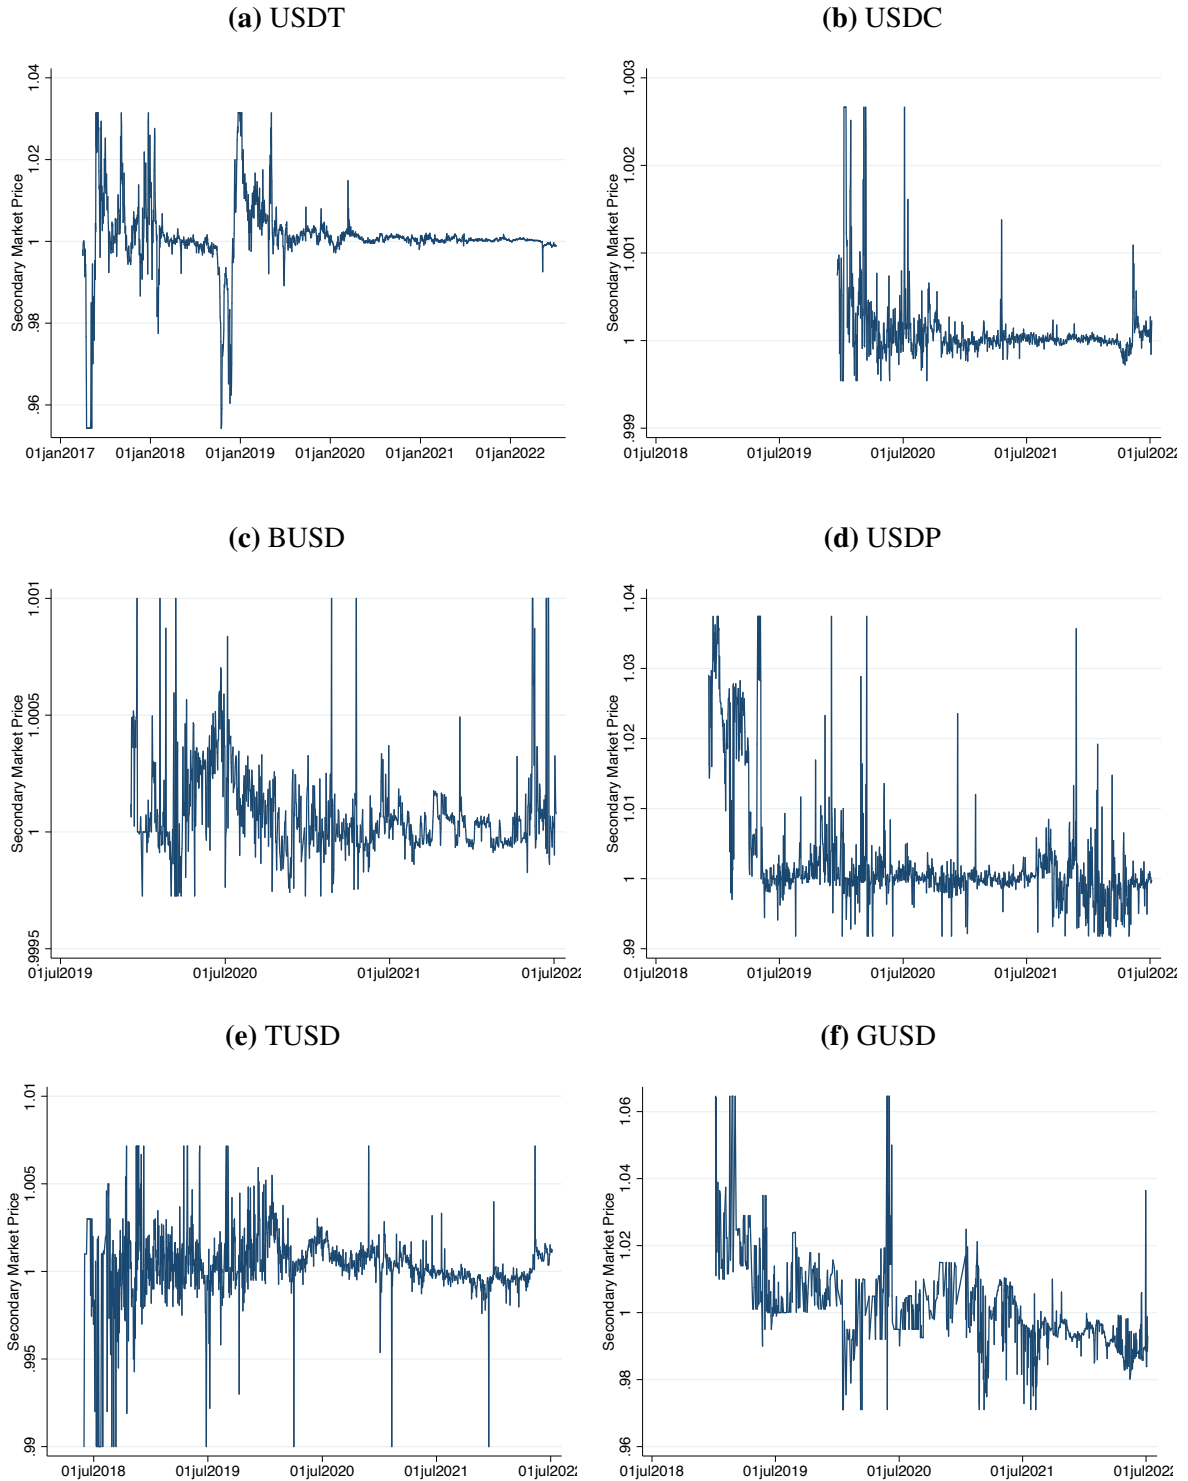 (a) USDT
Secondary Market Price
1.04
1.02
1
.98
.96
01jan2017 01jan2018 01jan2019 01jan2020 01jan2021 01jan2022
(b) USDC
Secondary Market Price
1.003
1.002
1.001
1
.999
01jul2018 01jul2019 01jul2020 01jul2021 01jul2022
(c) BUSD
Secondary Market Price
1.001
1.0005
1
.9995
01jul2019 01jul2020 01jul2021 01jul2022
(d) USDP
Secondary Market Price
1.04
1.03
1.02
1.01
1
.99
01jul2018 01jul2019 01jul2020 01jul2021 01jul2022
(e) TUSD
Secondary Market Price
1.01
1.005
1
.995
.99
01jul2018 01jul2019 01jul2020 01jul2021 01jul2022
(f) GUSD
Secondary Market Price
1.06
1.04
1.02
1
.98
.96
01jul2018 01jul2019 01jul2020 01jul2021 01jul2022